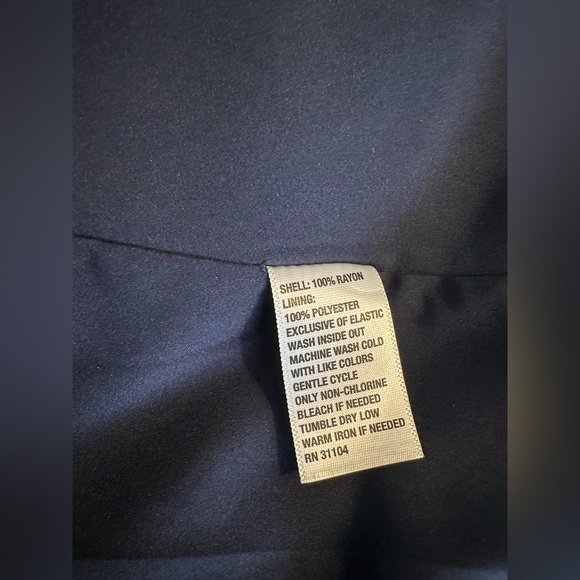 SHELL: 100% RAYON
LINING:
100% POLYESTER
EXCLUSIVE OF ELASTIC
WASH INSIDE OUT
MACHINE WASH COLD
WITH LIKE COLORS
GENTLE CYCLE
ONLY NON-CHLORINE
BLEACH IF NEEDED
TUMBLE DRY LOW
WARM IRON IF NEEDED
RN 31104